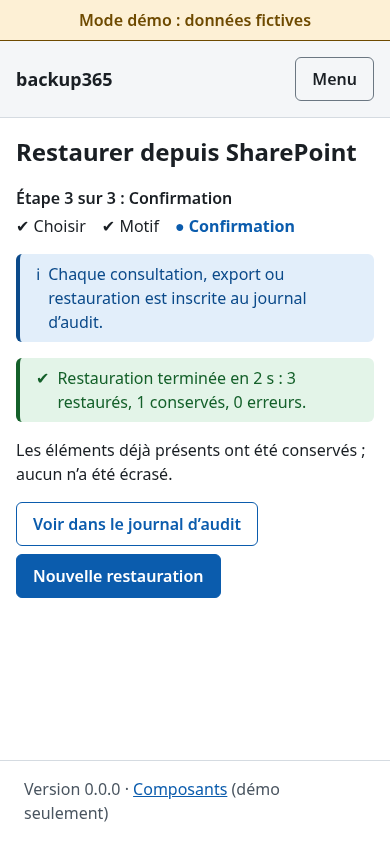 Mode démo : données fictives
backup365
Menu
Restaurer depuis SharePoint
Étape 3 sur 3 : Confirmation
✔ Choisir ✔ Motif ● Confirmation
i Chaque consultation, export ou
restauration est inscrite au journal
d’audit.
✔ Restauration terminée en 2 s : 3
restaurés, 1 conservés, 0 erreurs.
Les éléments déjà présents ont été conservés ;
aucun n’a été écrasé.
Voir dans le journal d’audit
Nouvelle restauration
Version 0.0.0 · Composants (démo
seulement)